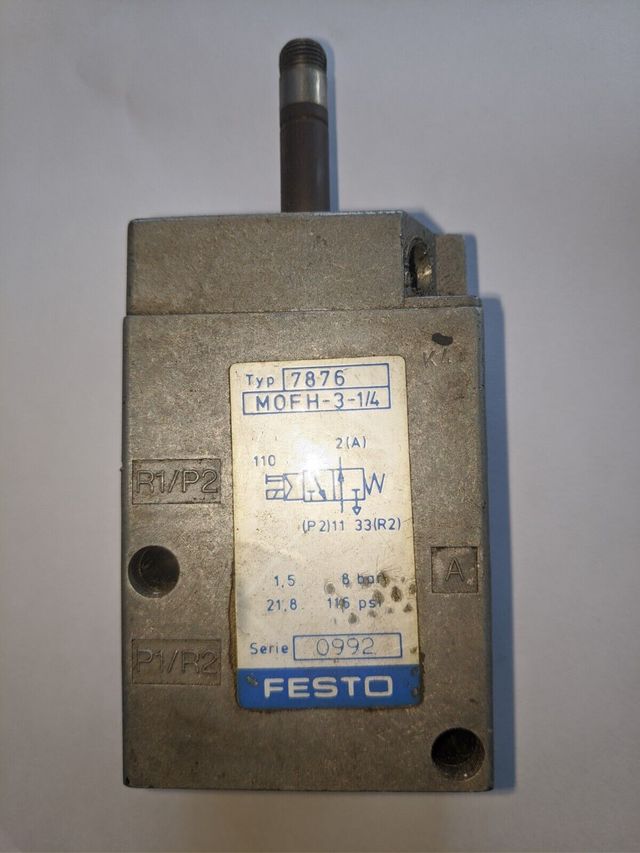 Typ 7876
MOFH-3-1/4
2(A)
110
(P2)11 33(R2)
1,5 8 bar
21,8 116 psi
Serie 0992
FESTO
R1/P2
A
P1/R2